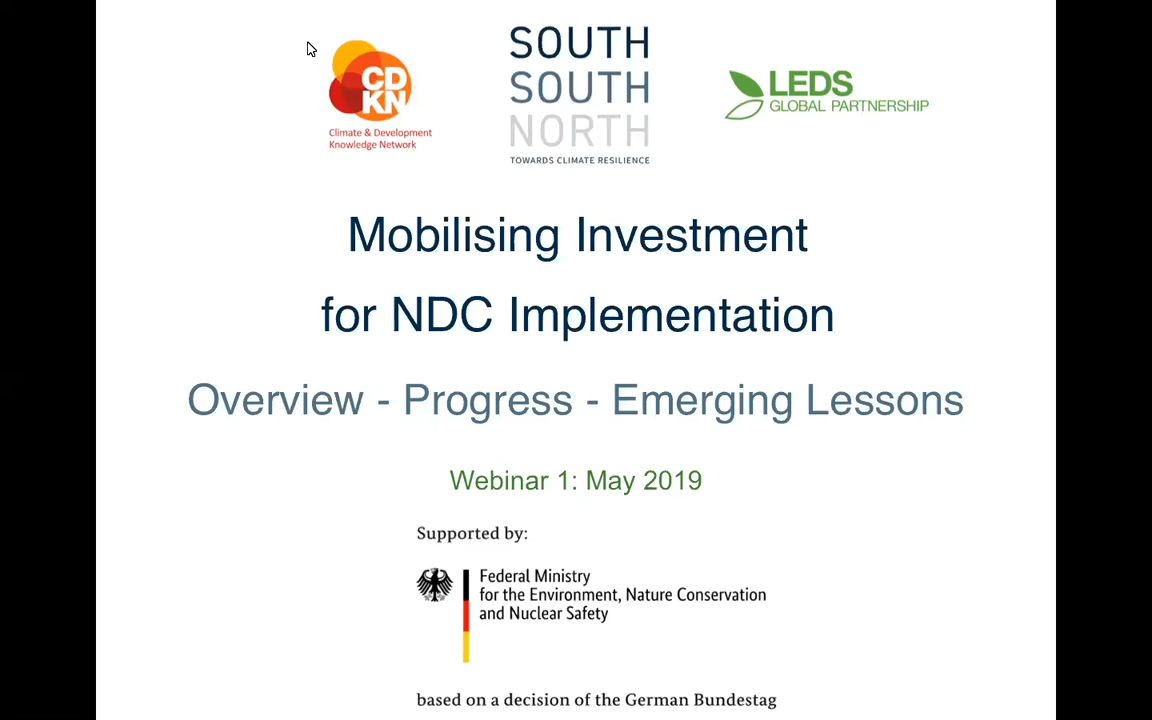 CD
KN
Climate & Development
Knowledge Network
SOUTH
SOUTH
NORTH
TOWARDS CLIMATE RESILIENCE
LEDS
GLOBAL PARTNERSHIP
Mobilising Investment
for NDC Implementation
Overview - Progress - Emerging Lessons
Webinar 1: May 2019
Supported by:
Federal Ministry
for the Environment, Nature Conservation
and Nuclear Safety
based on a decision of the German Bundestag